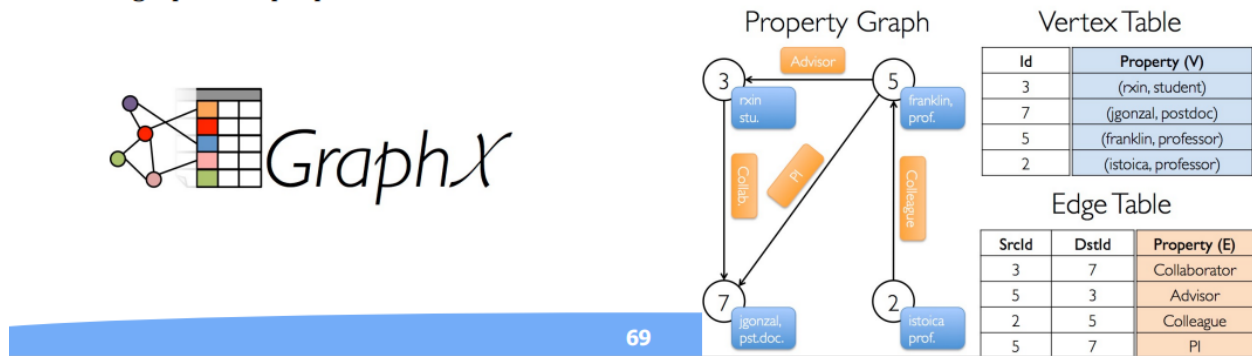 GraphX
69
Property Graph
3
rxin
stu.
Advisor
5
franklin,
prof.
Collab.
PI
Colleague
7
jgonzal,
pst.doc.
2
istoica
prof.
Vertex Table
Id Property (V)
3 (rxin, student)
7 (jgonzal, postdoc)
5 (franklin, professor)
2 (istoica, professor)
Edge Table
SrcId DstId Property (E)
3 7 Collaborator
5 3 Advisor
2 5 Colleague
5 7 PI